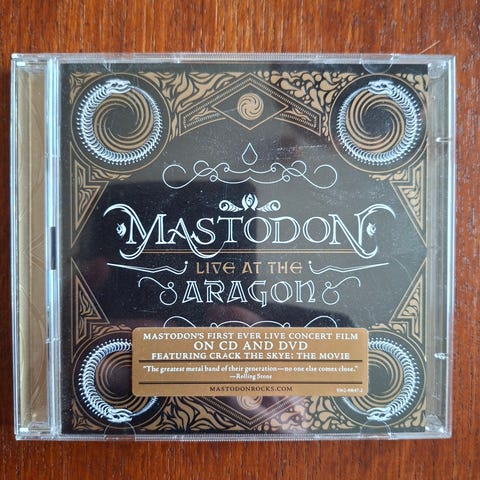 MASTODON
LIVE AT THE
ARAGON
MASTODON'S FIRST EVER LIVE CONCERT FILM
ON CD AND DVD
FEATURING CRACK THE SKYE: THE MOVIE
"The greatest metal band of their generation—no one else comes close."
—Rolling Stone
MASTODONROCKS.COM